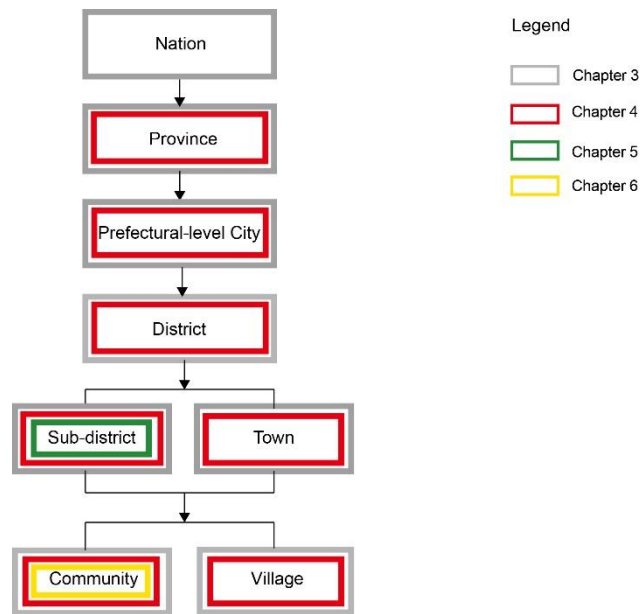 Nation
Province
Prefectural-level City
District
Sub-district
Town
Community
Village
Legend
Chapter 3
Chapter 4
Chapter 5
Chapter 6